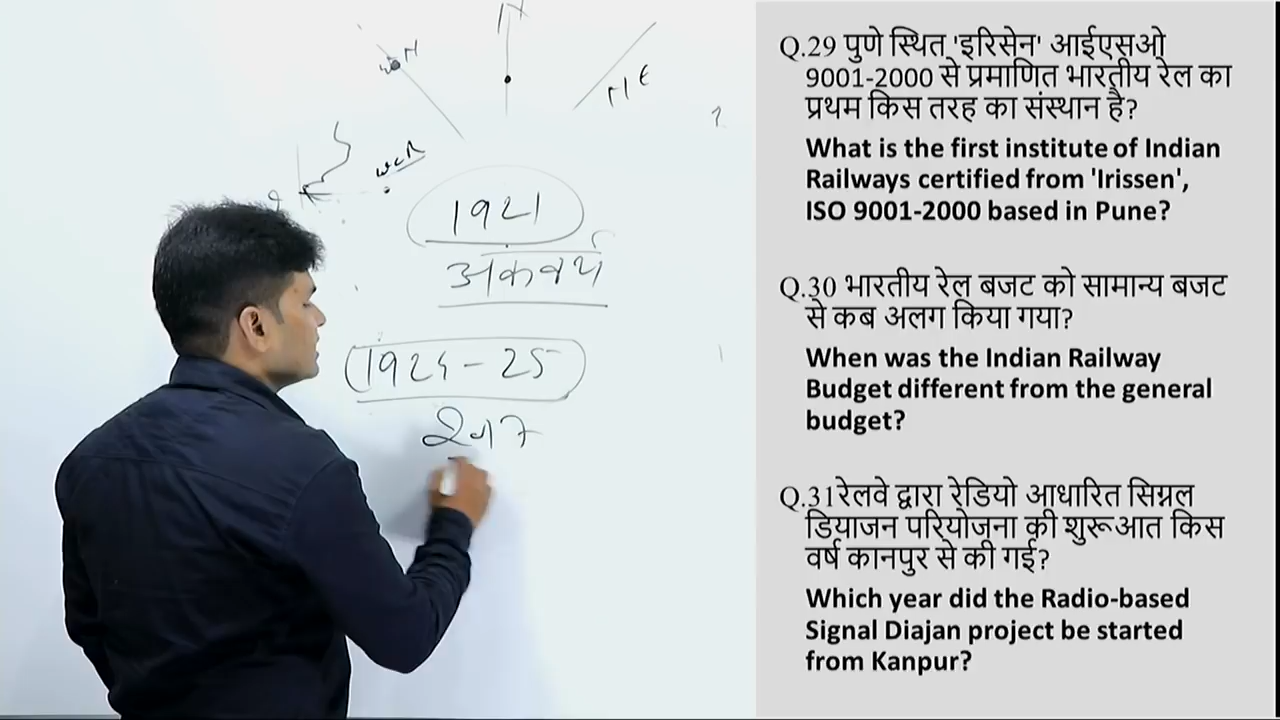 WCR
NE
1921
अकवर्थ
1924-25
2017
Q.29 पुणे स्थित 'इरिसेन' आईएसओ
9001-2000 से प्रमाणित भारतीय रेल का
प्रथम किस तरह का संस्थान है?
What is the first institute of Indian
Railways certified from 'Irissen',
ISO 9001-2000 based in Pune?
Q.30 भारतीय रेल बजट को सामान्य बजट
से कब अलग किया गया?
When was the Indian Railway
Budget different from the general
budget?
Q.31रेलवे द्वारा रेडियो आधारित सिग्नल
डियाजन परियोजना की शुरूआत किस
वर्ष कानपुर से की गई?
Which year did the Radio-based
Signal Diajan project be started
from Kanpur?